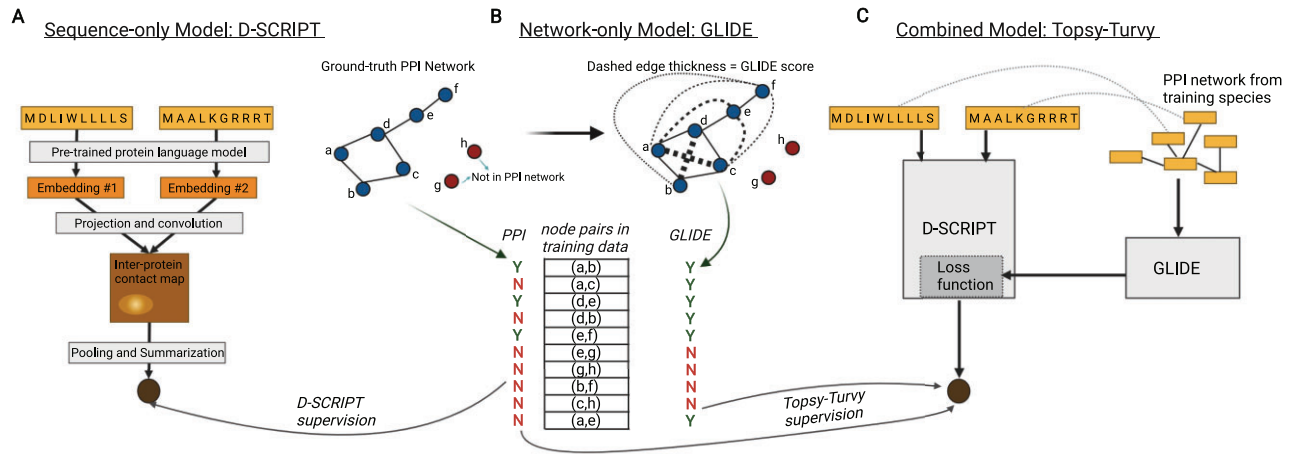 A
Sequence-only Model: D-SCRIPT
MDLIWLLLLS
MAALKGRRRT
Pre-trained protein language model
Embedding #1
Embedding #2
Projection and convolution
Inter-protein
contact map
Pooling and Summarization
D-SCRIPT
supervision
B
Network-only Model: GLIDE
Ground-truth PPI Network
f
e
d
a
h
c
b
g
Not in PPI network
Dashed edge thickness = GLIDE score
f
e
d
a
h
c
b
g
PPI
node pairs in
training data
GLIDE
Y (a,b) Y
N (a,c) Y
Y (d,e) Y
N (d,b) Y
Y (e,f) Y
N (e,g) N
N (g,h) N
N (b,f) N
N (c,h) N
N (a,e) Y
Topsy-Turvy
supervision
C
Combined Model: Topsy-Turvy
MDLIWLLLLS
MAALKGRRRT
PPI network from
training species
D-SCRIPT
Loss
function
GLIDE